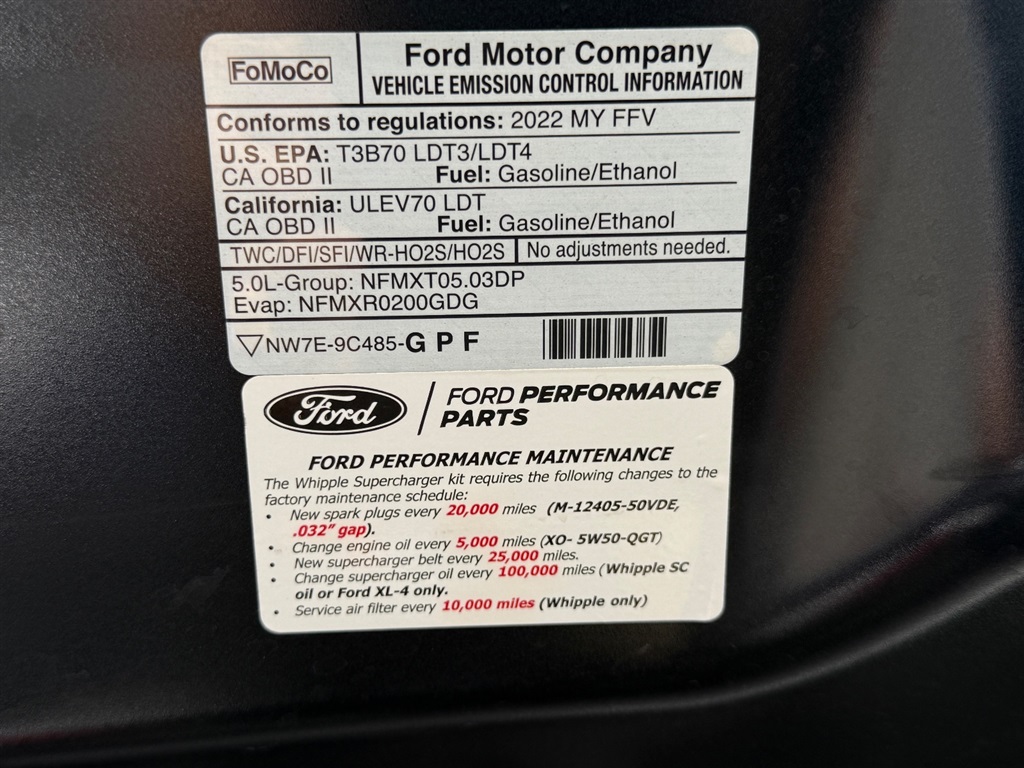 FoMoCo
Ford Motor Company
VEHICLE EMISSION CONTROL INFORMATION
Conforms to regulations: 2022 MY FFV
U.S. EPA: T3B70 LDT3/LDT4
CA OBD II Fuel: Gasoline/Ethanol
California: ULEV70 LDT
CA OBD II Fuel: Gasoline/Ethanol
TWC/DFI/SFI/WR-HO2S/HO2S No adjustments needed.
5.0L-Group: NFMXT05.03DP
Evap: NFMXR0200GDG
NW7E-9C485-G P F
Ford FORD PERFORMANCE
PARTS
FORD PERFORMANCE MAINTENANCE
The Whipple Supercharger kit requires the following changes to the
factory maintenance schedule:
• New spark plugs every 20,000 miles (M-12405-50VDE,
.032" gap).
• Change engine oil every 5,000 miles (XO- 5W50-QGT)
• New supercharger belt every 25,000 miles.
• Change supercharger oil every 100,000 miles (Whipple SC
oil or Ford XL-4 only.
• Service air filter every 10,000 miles (Whipple only)